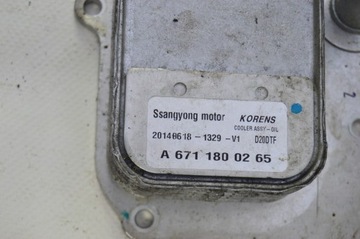 Ssangyong motor KORENS
COOLER ASSY-OIL
20140618-1329-V1 D20DTF
A 671 180 02 65